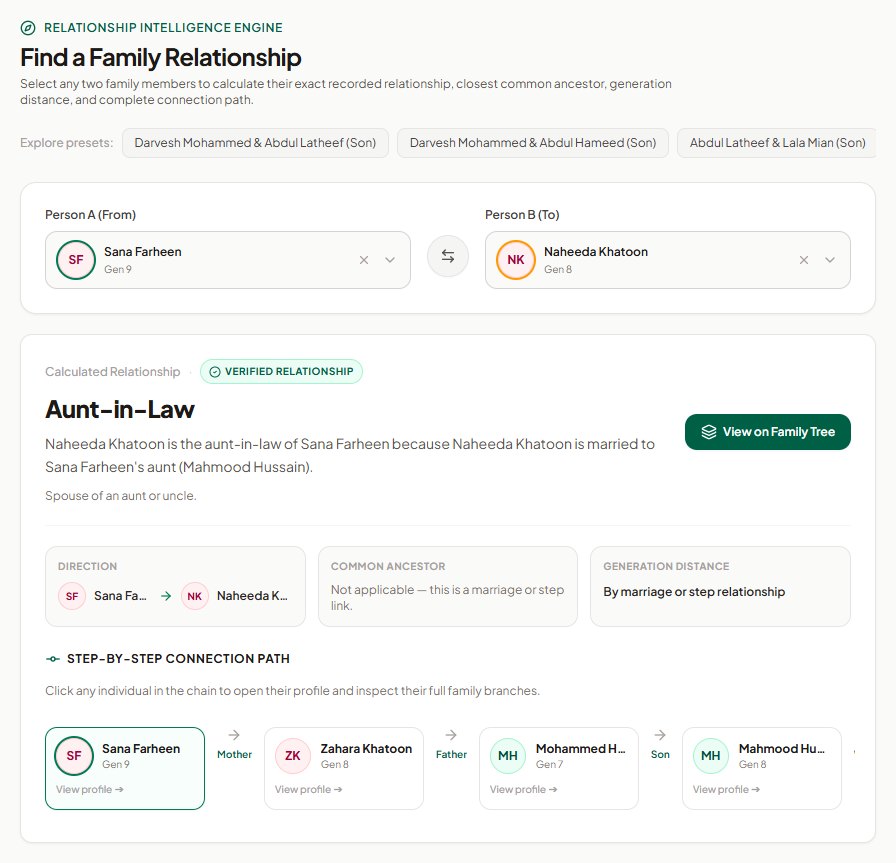 RELATIONSHIP INTELLIGENCE ENGINE
Find a Family Relationship
Select any two family members to calculate their exact recorded relationship, closest common ancestor, generation
distance, and complete connection path.
Explore presets: Darvesh Mohammed & Abdul Latheef (Son) Darvesh Mohammed & Abdul Hameed (Son) Abdul Latheef & Lala Mian (Son)
Person A (From) Person B (To)
SF Sana Farheen NK Naheeda Khatoon
Gen 9 Gen 8
Calculated Relationship · VERIFIED RELATIONSHIP
Aunt-in-Law
View on Family Tree
Naheeda Khatoon is the aunt-in-law of Sana Farheen because Naheeda Khatoon is married to
Sana Farheen's aunt (Mahmood Hussain).
Spouse of an aunt or uncle.
DIRECTION COMMON ANCESTOR GENERATION DISTANCE
SF Sana Fa... → NK Naheeda K... Not applicable — this is a marriage or step By marriage or step relationship
link.
STEP-BY-STEP CONNECTION PATH
Click any individual in the chain to open their profile and inspect their full family branches.
SF Sana Farheen → ZK Zahara Khatoon → MH Mohammed H... → MH Mahmood Hu...
Gen 9 Mother Gen 8 Father Gen 7 Son Gen 8
View profile → View profile → View profile → View profile →